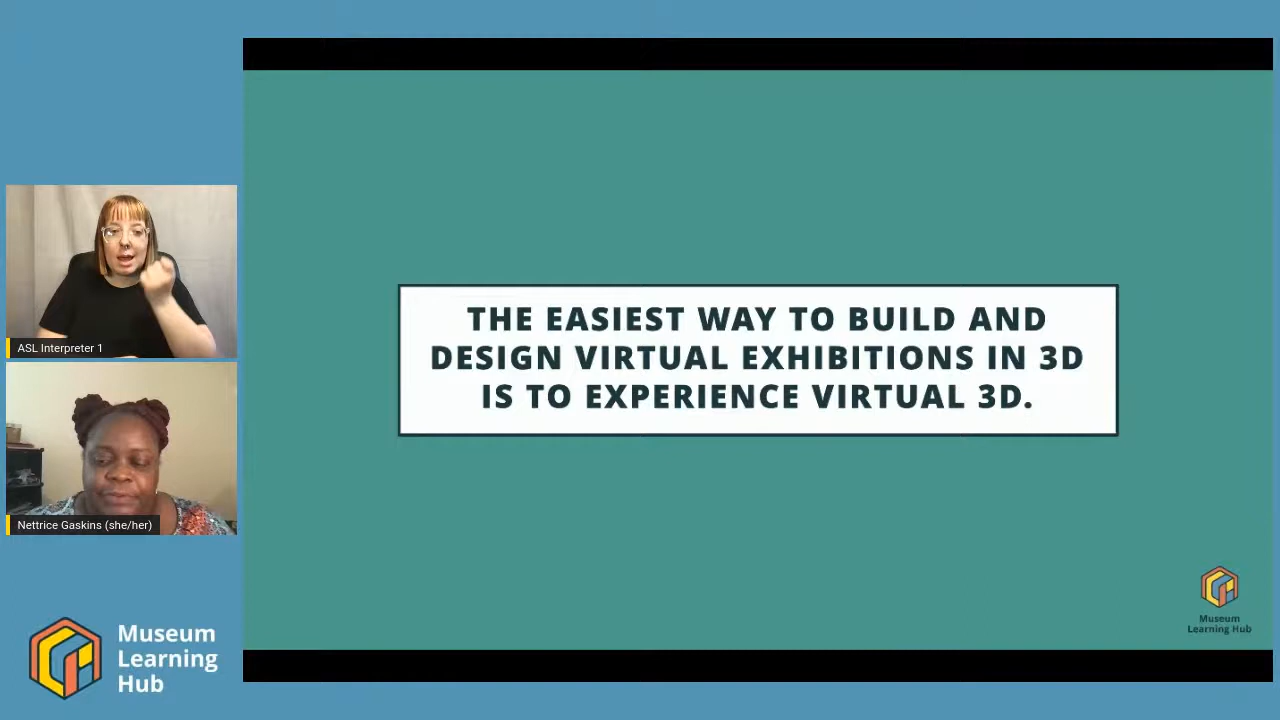 ASL Interpreter 1
Nettrice Gaskins (she/her)
Museum
Learning
Hub
THE EASIEST WAY TO BUILD AND
DESIGN VIRTUAL EXHIBITIONS IN 3D
IS TO EXPERIENCE VIRTUAL 3D.
Museum
Learning Hub